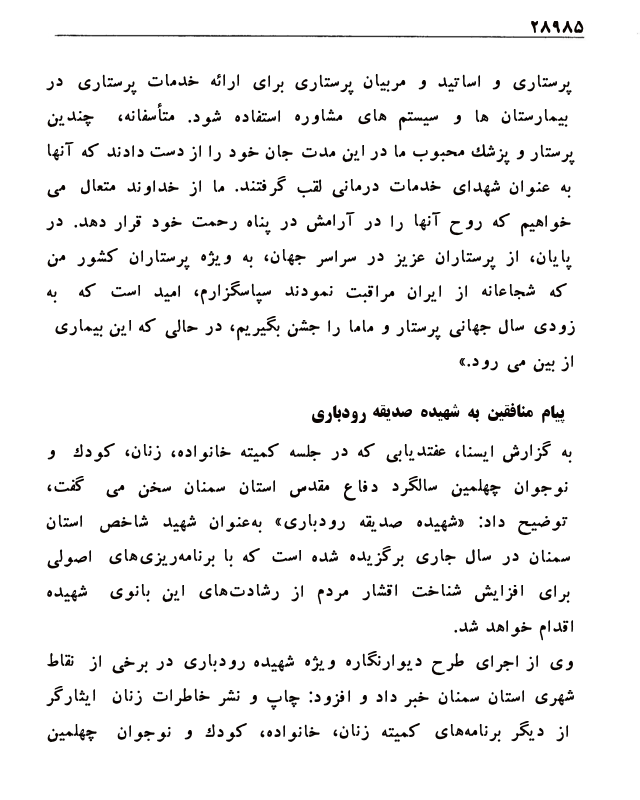 ۲۸۹۸۵
پرستاری و اساتید و مربیان پرستاری برای ارائه خدمات پرستاری در
بیمارستان ها و سیستم های مشاوره استفاده شود. متأسفانه، چندین
پرستار و پزشك محبوب ما در این مدت جان خود را از دست دادند که آنها
به عنوان شهدای خدمات درمانی لقب گرفتند. ما از خداوند متعال می
خواهیم که روح آنها را در آرامش در پناه رحمت خود قرار دهد. در
پایان، از پرستاران عزیز در سراسر جهان، به ویژه پرستاران کشور من
که شجاعانه از ایران مراقبت نمودند سپاسگزارم، امید است که به
زودی سال جهانی پرستار و ماما را جشن بگیریم، در حالی که این بیماری
از بین می رود.»
پیام منافقین به شهیده صدیقه رودباری
به گزارش ایسنا، عفتدیابی که در جلسه کمیته خانواده، زنان، کودك و
نوجوان چهلمین سالگرد دفاع مقدس استان سمنان سخن می گفت،
توضیح داد: «شهیده صدیقه رودباری» به‌عنوان شهید شاخص استان
سمنان در سال جاری برگزیده شده است که با برنامه‌ریزی‌های اصولی
برای افزایش شناخت اقشار مردم از رشادت‌های این بانوی شهیده
اقدام خواهد شد.
وی از اجرای طرح دیوارنگاره ویژه شهیده رودباری در برخی از نقاط
شهری استان سمنان خبر داد و افزود: چاپ و نشر خاطرات زنان ایثارگر
از دیگر برنامه‌های کمیته زنان، خانواده، کودك و نوجوان چهلمین